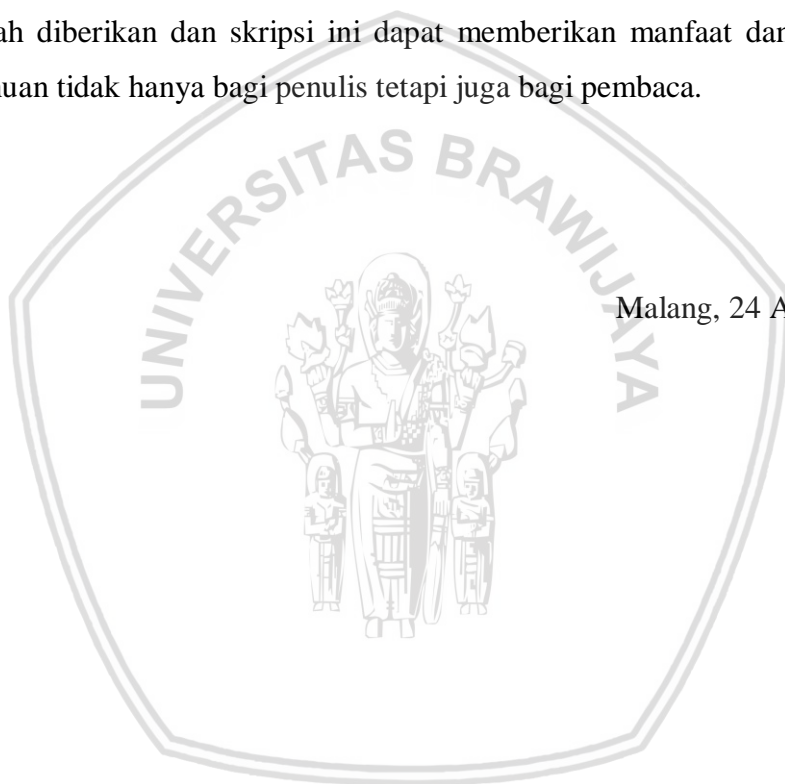 ah diberikan dan skripsi ini dapat memberikan manfaat dan
uan tidak hanya bagi penulis tetapi juga bagi pembaca.
UNIVERSITAS BRAWIJAYA
Malang, 24 A